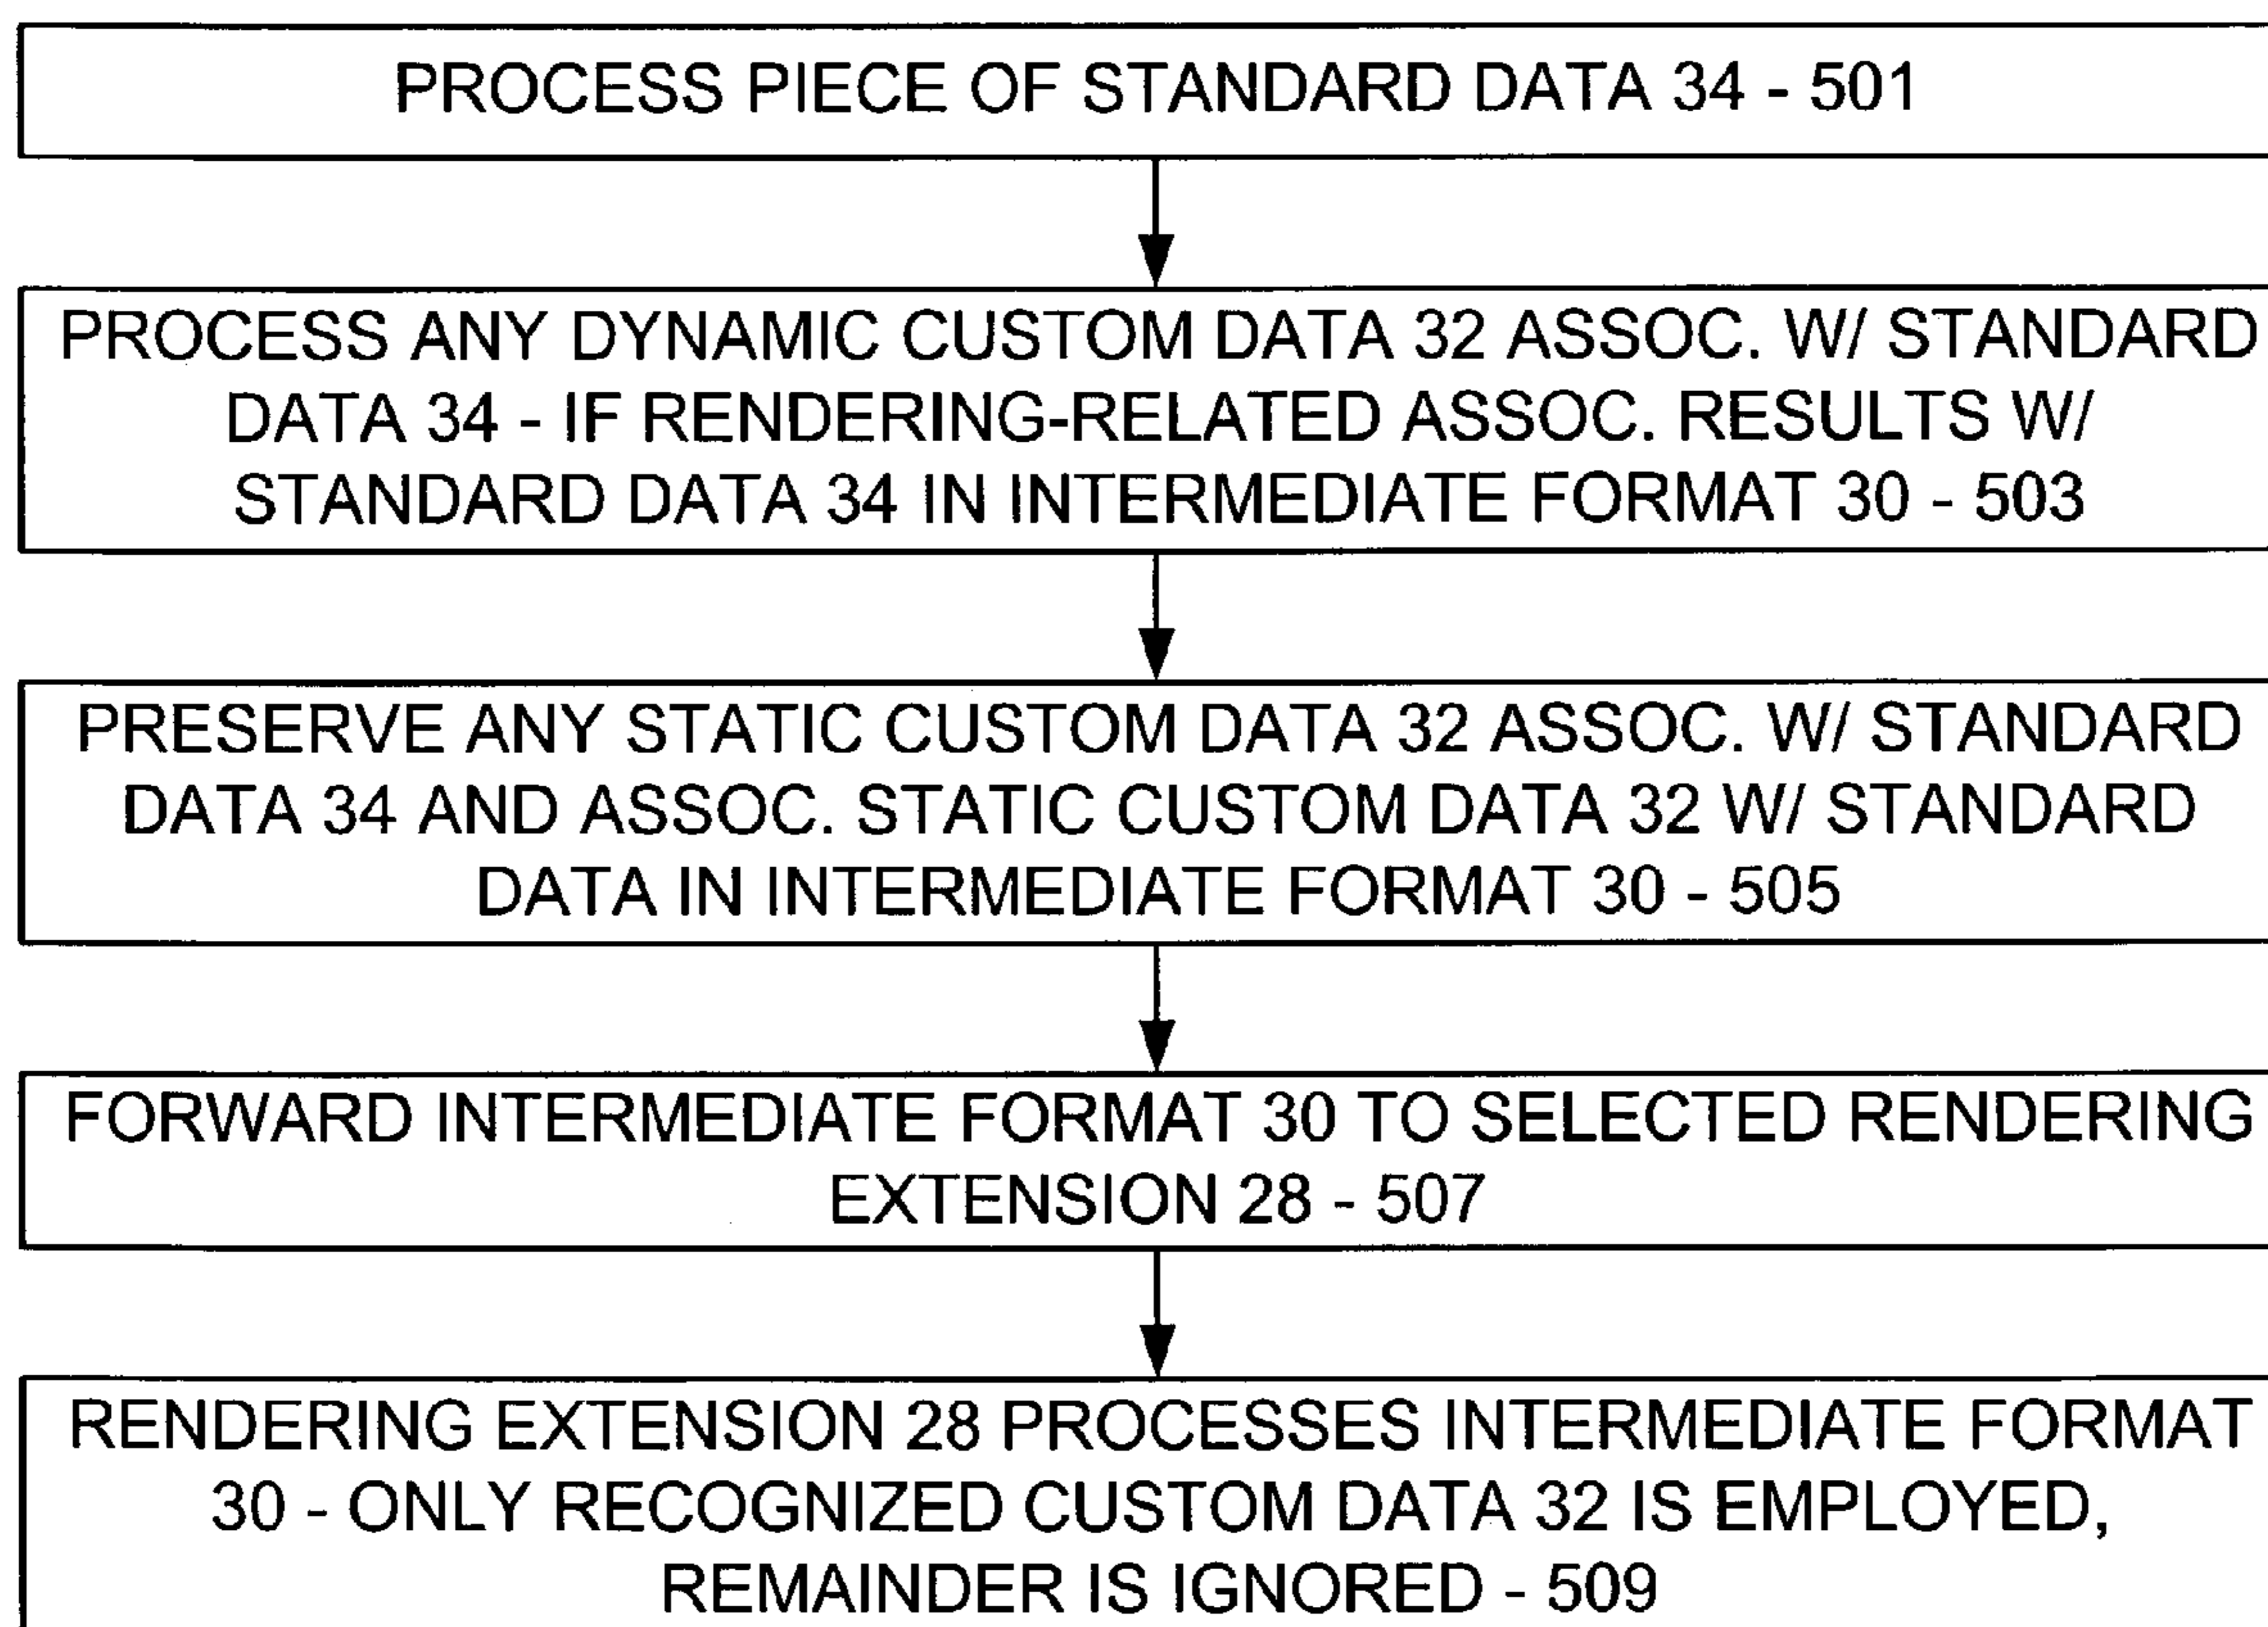 PROCESS PIECE OF STANDARD DATA 34 - 501
PROCESS ANY DYNAMIC CUSTOM DATA 32 ASSOC. W/ STANDARD
DATA 34 - IF RENDERING-RELATED ASSOC. RESULTS W/
STANDARD DATA 34 IN INTERMEDIATE FORMAT 30 - 503
PRESERVE ANY STATIC CUSTOM DATA 32 ASSOC. W/ STANDARD
DATA 34 AND ASSOC. STATIC CUSTOM DATA 32 W/ STANDARD
DATA IN INTERMEDIATE FORMAT 30 - 505
FORWARD INTERMEDIATE FORMAT 30 TO SELECTED RENDERING
EXTENSION 28 - 507
RENDERING EXTENSION 28 PROCESSES INTERMEDIATE FORMAT
30 - ONLY RECOGNIZED CUSTOM DATA 32 IS EMPLOYED,
REMAINDER IS IGNORED - 509